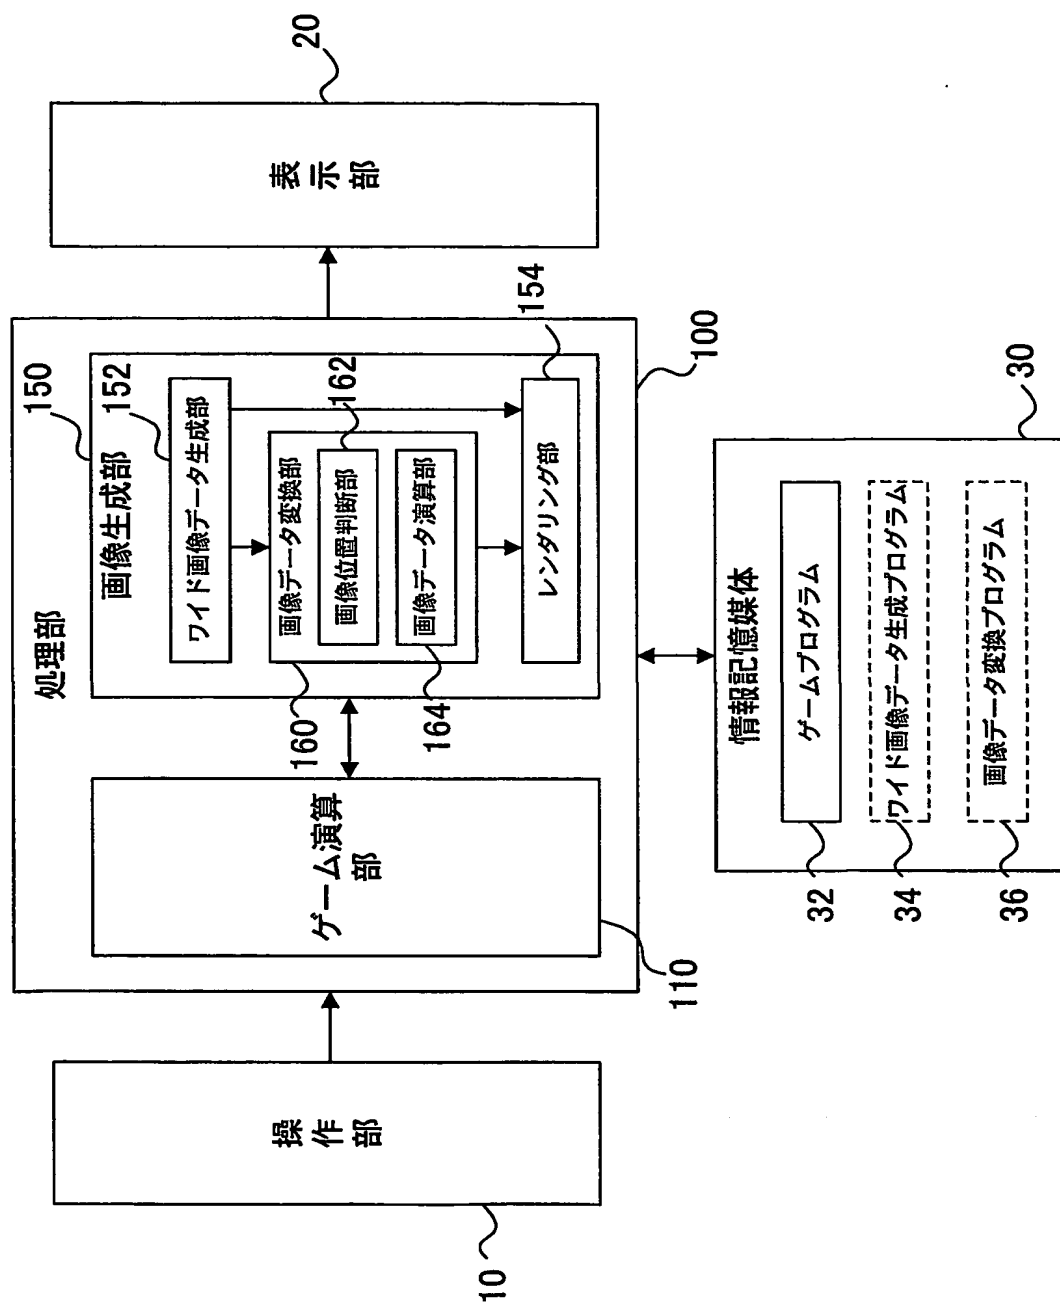 処理部
150
画像生成部
152
ワイド画像データ生成部
画像データ変換部
162
画像位置判断部
画像データ演算部
160
164
レンダリング部
154
ゲーム演算
部
110
100
操作部
10
表示部
20
情報記憶媒体
30
ゲームプログラム
32
ワイド画像データ生成プログラム
34
画像データ変換プログラム
36